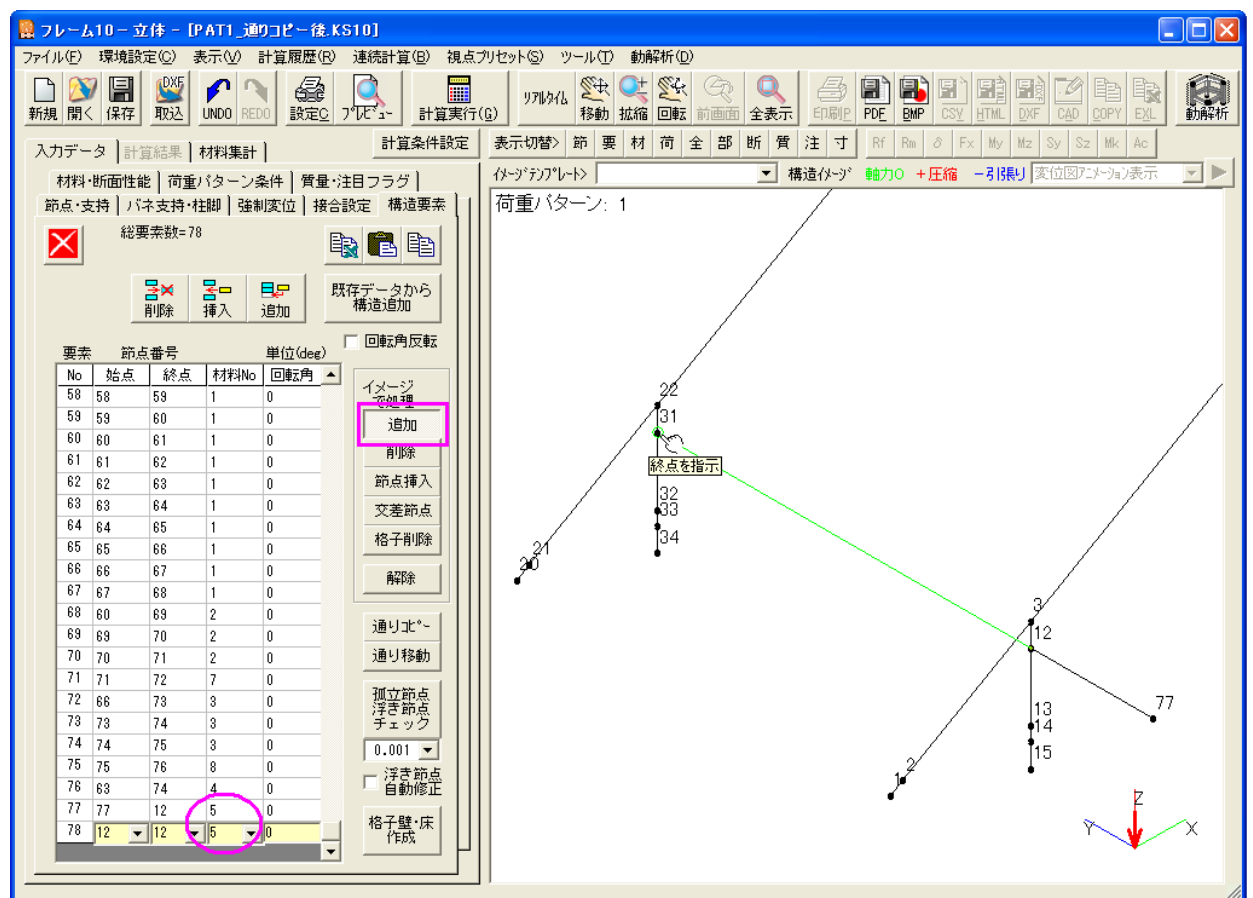 フレーム10－立体 － [PAT1_通りコピー後.KS10]
ファイル(F) 環境設定(C) 表示(V) 計算履歴(R) 連続計算(B) 視点プリセット(S) ツール(T) 動解析(D)
新規 開く 保存 DXF 取込 UNDO REDO 設定C ﾌﾟﾚﾋﾞｭｰ 計算実行(G) ﾘｱﾙﾀｲﾑ 移動 拡縮 回転 前画面 全表示 印刷P PDF BMP CSV HTML DXF CAD COPY EXL 動解析
入力データ 計算結果 材料集計 計算条件設定
表示切替> 節 要 材 荷 全 部 断 質 注 寸 Rf Rm δ Fx My Mz Sy Sz Mk Ac
ｲﾒｰｼﾞﾃﾝﾌﾟﾚｰﾄ> 構造ｲﾒｰｼﾞ 軸力○ ＋圧縮 －引張り 変位図ｱﾆﾒｰｼｮﾝ表示
材料・断面性能 荷重パターン条件 質量・注目フラグ
節点・支持 バネ支持・柱脚 強制変位 接合設定 構造要素
総要素数=78
削除 挿入 追加
既存データから
構造追加
回転角反転
要素 節点番号 単位(deg)
No 始点 終点 材料No 回転角
58 58 59 1 0
59 59 60 1 0
60 60 61 1 0
61 61 62 1 0
62 62 63 1 0
63 63 64 1 0
64 64 65 1 0
65 65 66 1 0
66 66 67 1 0
67 67 68 1 0
68 60 69 2 0
69 69 70 2 0
70 70 71 2 0
71 71 72 7 0
72 66 73 3 0
73 73 74 3 0
74 74 75 3 0
75 75 76 8 0
76 63 74 4 0
77 77 12 5 0
78 12 12 5 0
イメージ
で処理
追加
削除
節点挿入
交差節点
格子削除
解除
通りｺﾋﾟｰ
通り移動
孤立節点
浮き節点
チェック
0.001
浮き節点
自動修正
格子壁・床
作成
荷重パターン: 1
22
31
終点を指示
32
33
34
21
20
3
12
77
13
14
15
2
1
Z
Y
X